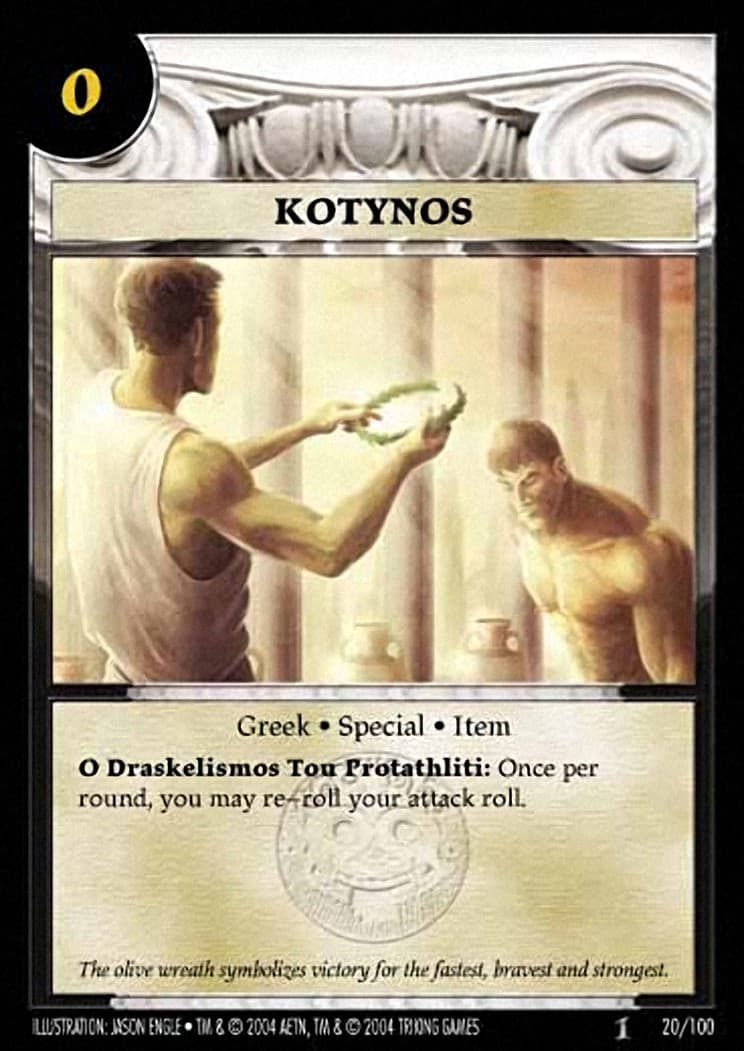 0
KOTYNOS
Greek • Special • Item
O Draskelismos Tou Protathliti: Once per
round, you may re-roll your attack roll.
The olive wreath symbolizes victory for the fastest, bravest and strongest.
ILLUSTRATION: JASON ENGLE • TM & © 2004 AETN, TM & © 2004 TRIKING GAMES
1 20/100